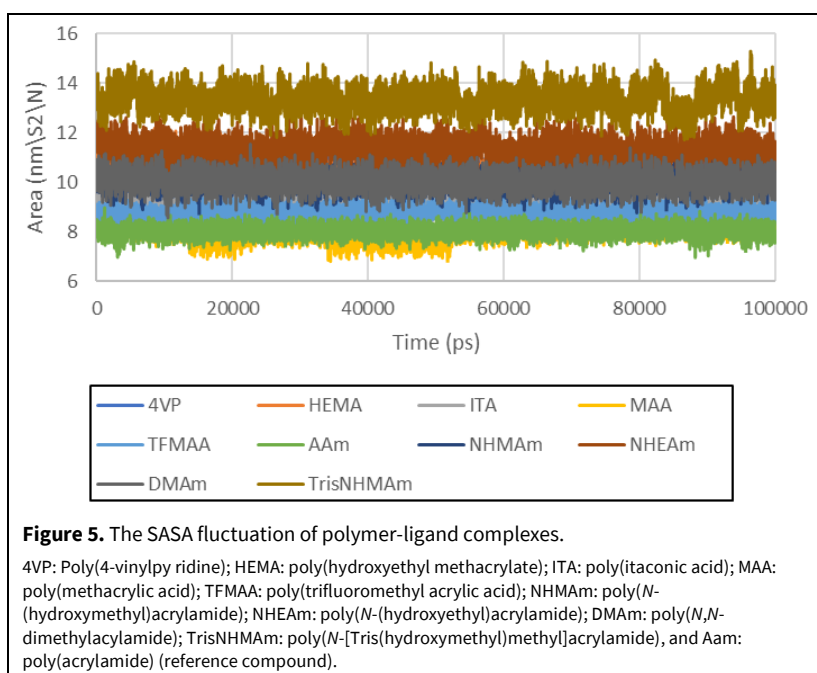 16
14
12
10
8
6
Area (nm\S2\N)
0
20000
40000
60000
80000
100000
Time (ps)
4VP
HEMA
ITA
MAA
TFMAA
AAm
NHMAm
NHEAm
DMAm
TrisNHMAm
Figure 5. The SASA fluctuation of polymer-ligand complexes.
4VP: Poly(4-vinylpy ridine); HEMA: poly(hydroxyethyl methacrylate); ITA: poly(itaconic acid); MAA:
poly(methacrylic acid); TFMAA: poly(trifluoromethyl acrylic acid); NHMAm: poly(N-
(hydroxymethyl)acrylamide); NHEAm: poly(N-(hydroxyethyl)acrylamide); DMAm: poly(N,N-
dimethylacylamide); TrisNHMAm: poly(N-[Tris(hydroxymethyl)methyl]acrylamide), and Aam:
poly(acrylamide) (reference compound).